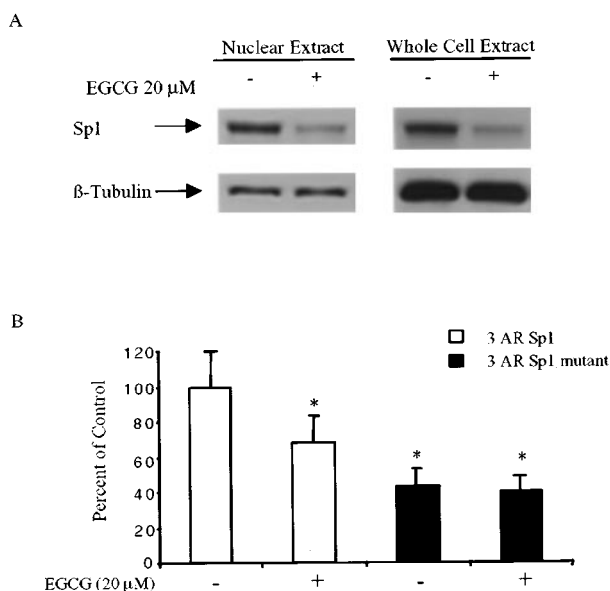 A
Nuclear Extract Whole Cell Extract
- + - +
EGCG 20 µM
Sp1
ß-Tubulin
B
3 AR Sp1
3 AR Sp1 mutant
Percent of Control
120
100
80
60
40
20
0
* * *
EGCG (20 µM) - + - +